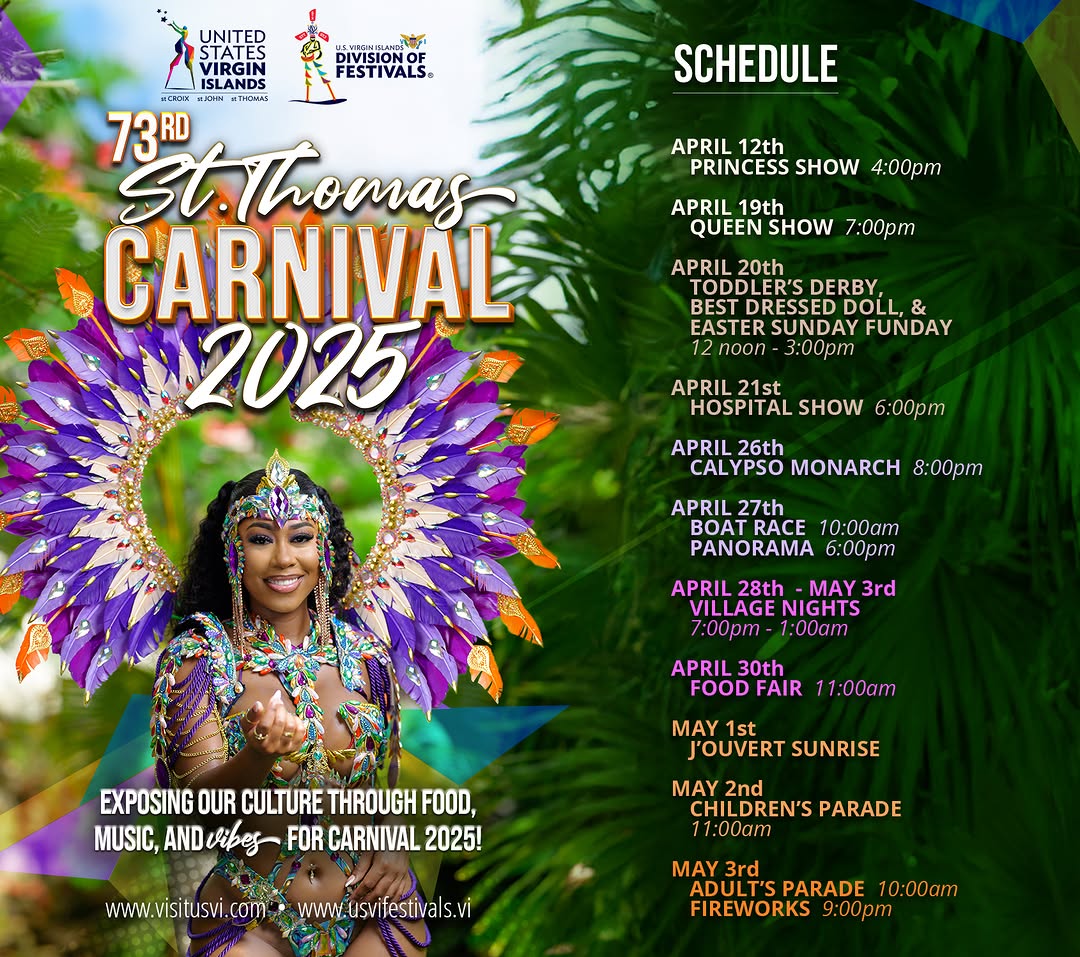 UNITED
STATES
VIRGIN
ISLANDS
st CROIX st JOHN st THOMAS
U.S. VIRGIN ISLANDS
DIVISION OF
FESTIVALS®
73RD
St. Thomas
CARNIVAL
2025
EXPOSING OUR CULTURE THROUGH FOOD,
MUSIC, AND vibes FOR CARNIVAL 2025!
www.visitusvi.com • www.usvifestivals.vi
SCHEDULE
APRIL 12th
PRINCESS SHOW 4:00pm
APRIL 19th
QUEEN SHOW 7:00pm
APRIL 20th
TODDLER'S DERBY,
BEST DRESSED DOLL, &
EASTER SUNDAY FUNDAY
12 noon - 3:00pm
APRIL 21st
HOSPITAL SHOW 6:00pm
APRIL 26th
CALYPSO MONARCH 8:00pm
APRIL 27th
BOAT RACE 10:00am
PANORAMA 6:00pm
APRIL 28th - MAY 3rd
VILLAGE NIGHTS
7:00pm - 1:00am
APRIL 30th
FOOD FAIR 11:00am
MAY 1st
J'OUVERT SUNRISE
MAY 2nd
CHILDREN'S PARADE
11:00am
MAY 3rd
ADULT'S PARADE 10:00am
FIREWORKS 9:00pm